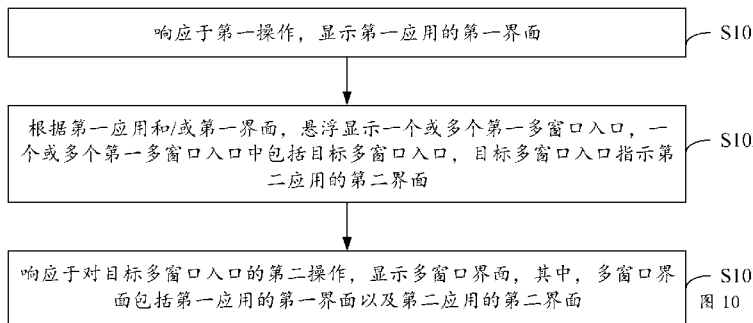 响应于第一操作，显示第一应用的第一界面
S10
根据第一应用和/或第一界面，悬浮显示一个或多个第一多窗口入口，一
个或多个第一多窗口入口中包括目标多窗口入口，目标多窗口入口指示第
二应用的第二界面
S10
响应于对目标多窗口入口的第二操作，显示多窗口界面，其中，多窗口界
面包括第一应用的第一界面以及第二应用的第二界面
S10
图 10